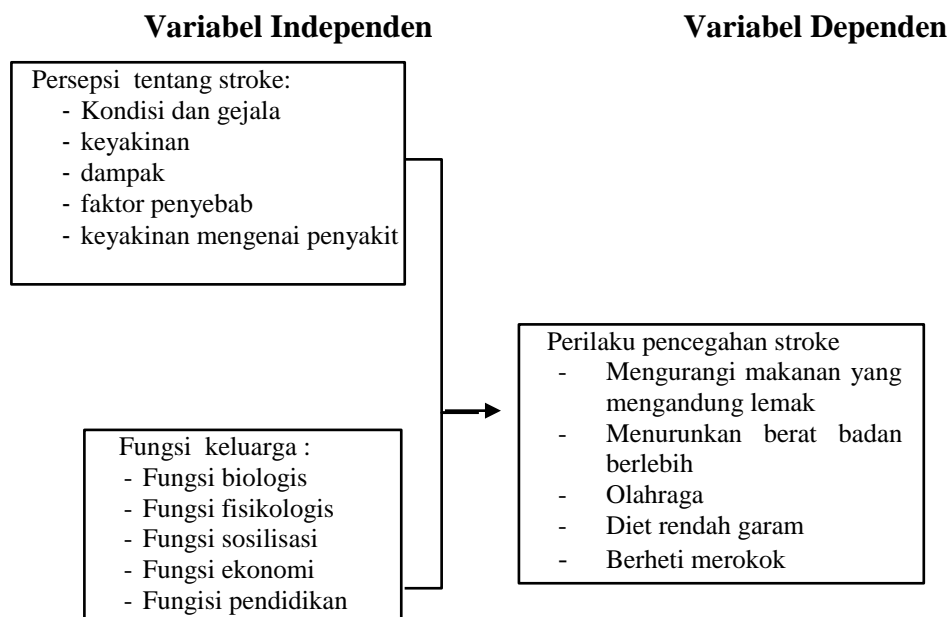 Variabel Independen
Variabel Dependen
Persepsi tentang stroke:
- Kondisi dan gejala
- keyakinan
- dampak
- faktor penyebab
- keyakinan mengenai penyakit
Perilaku pencegahan stroke
- Mengurangi makanan yang
mengandung lemak
- Menurunkan berat badan
berlebih
- Olahraga
- Diet rendah garam
- Berheti merokok
Fungsi keluarga :
- Fungsi biologis
- Fungsi fisikologis
- Fungsi sosilisasi
- Fungsi ekonomi
- Fungisi pendidikan